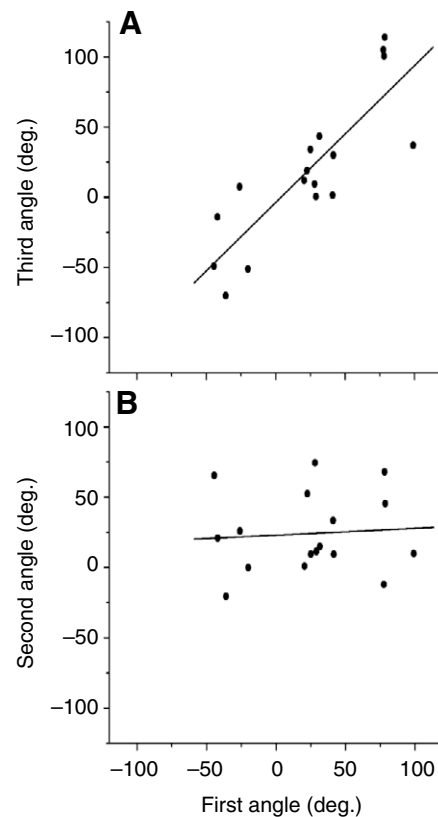 A
Third angle (deg.)
100
50
0
–50
–100
B
Second angle (deg.)
100
50
0
–50
–100
–100 –50 0 50 100
First angle (deg.)